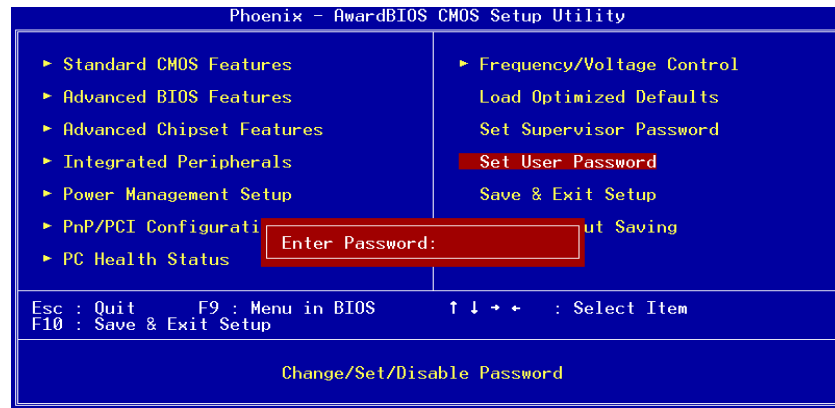 Phoenix - AwardBIOS CMOS Setup Utility
► Standard CMOS Features
► Advanced BIOS Features
► Advanced Chipset Features
► Integrated Peripherals
► Power Management Setup
► PnP/PCI Configurati
► PC Health Status
► Frequency/Voltage Control
Load Optimized Defaults
Set Supervisor Password
Set User Password
Save & Exit Setup
ut Saving
Enter Password:
Esc : Quit F9 : Menu in BIOS ↑ ↓ → ← : Select Item
F10 : Save & Exit Setup
Change/Set/Disable Password